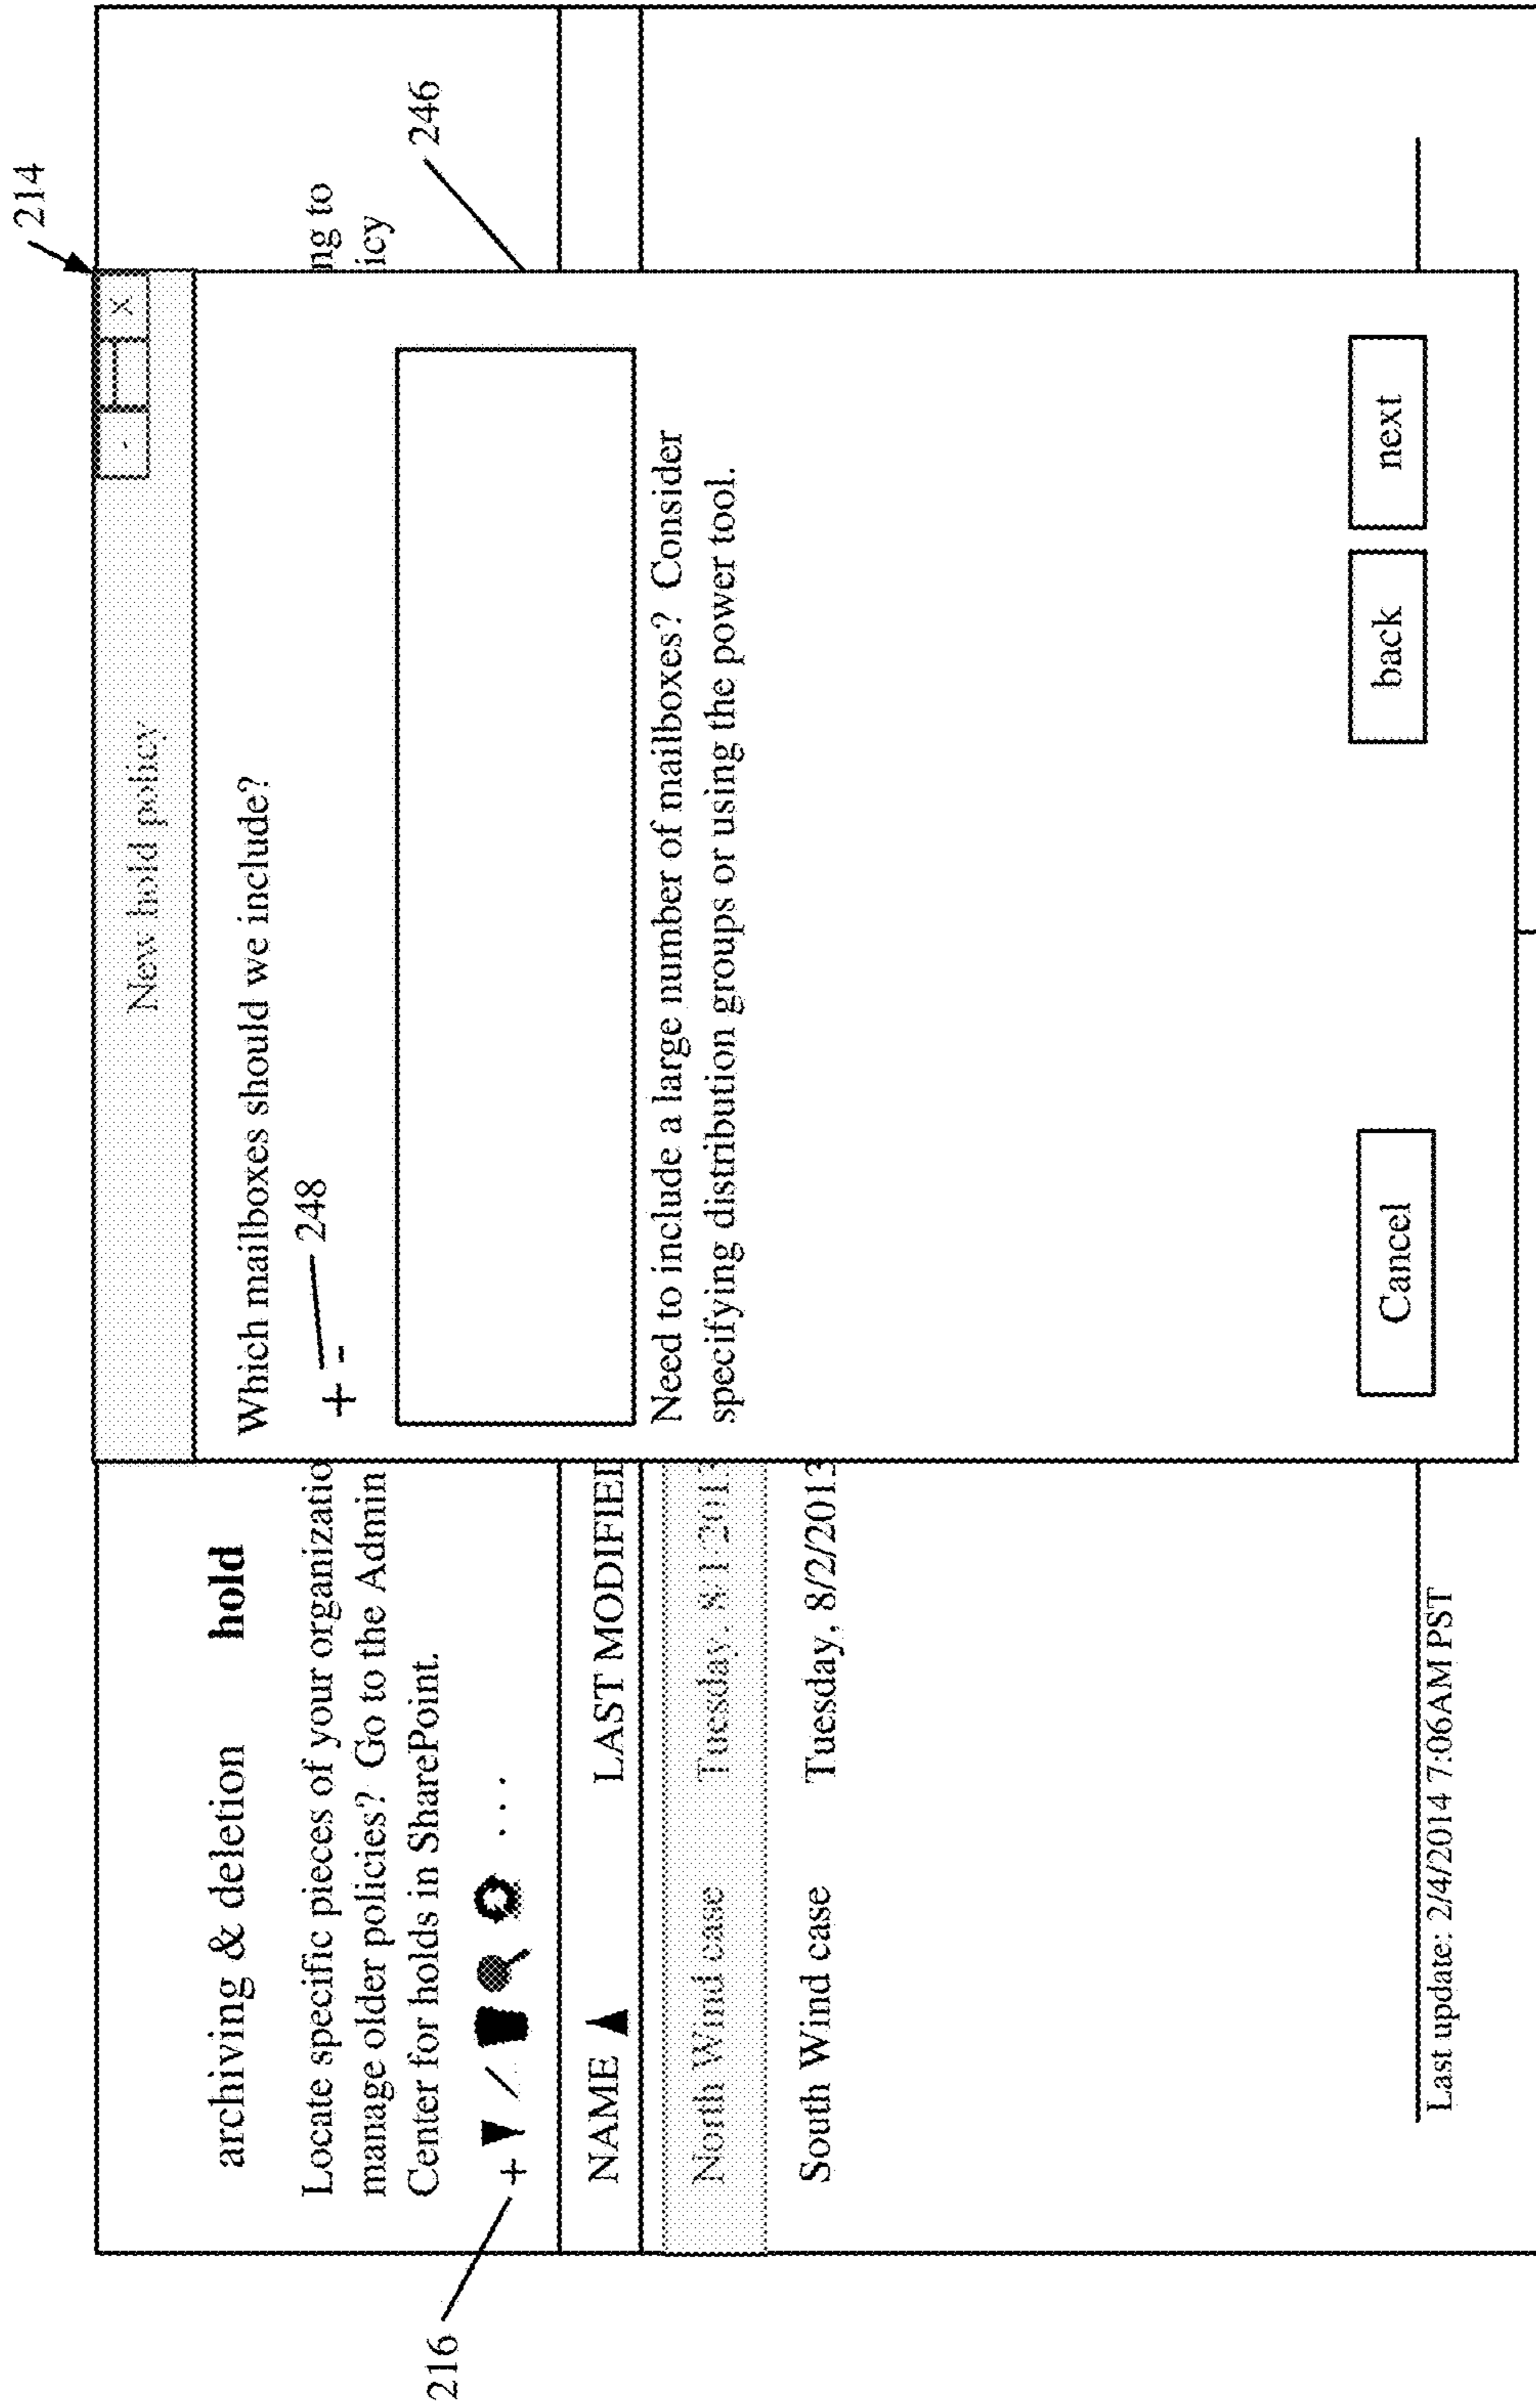 214
New hold policy
- X
archiving & deletion hold
Which mailboxes should we include?
Locate specific pieces of your organizatio
ng to
+ - 248
manage older policies? Go to the Admin
icy
Center for holds in SharePoint.
246
216
+ ...
NAME LAST MODIFIE
Need to include a large number of mailboxes? Consider
specifying distribution groups or using the power tool.
North Wind case Tuesday, 8/1/2013
South Wind case Tuesday, 8/2/2013
Cancel back next
Last update: 2/4/2014 7:06AM PST